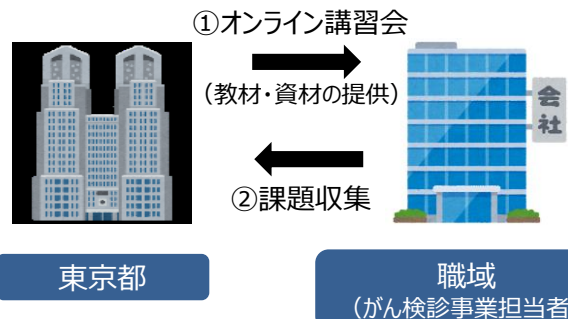 ①オンライン講習会
（教材・資材の提供）
会社
②課題収集
東京都
職域
（がん検診事業担当者